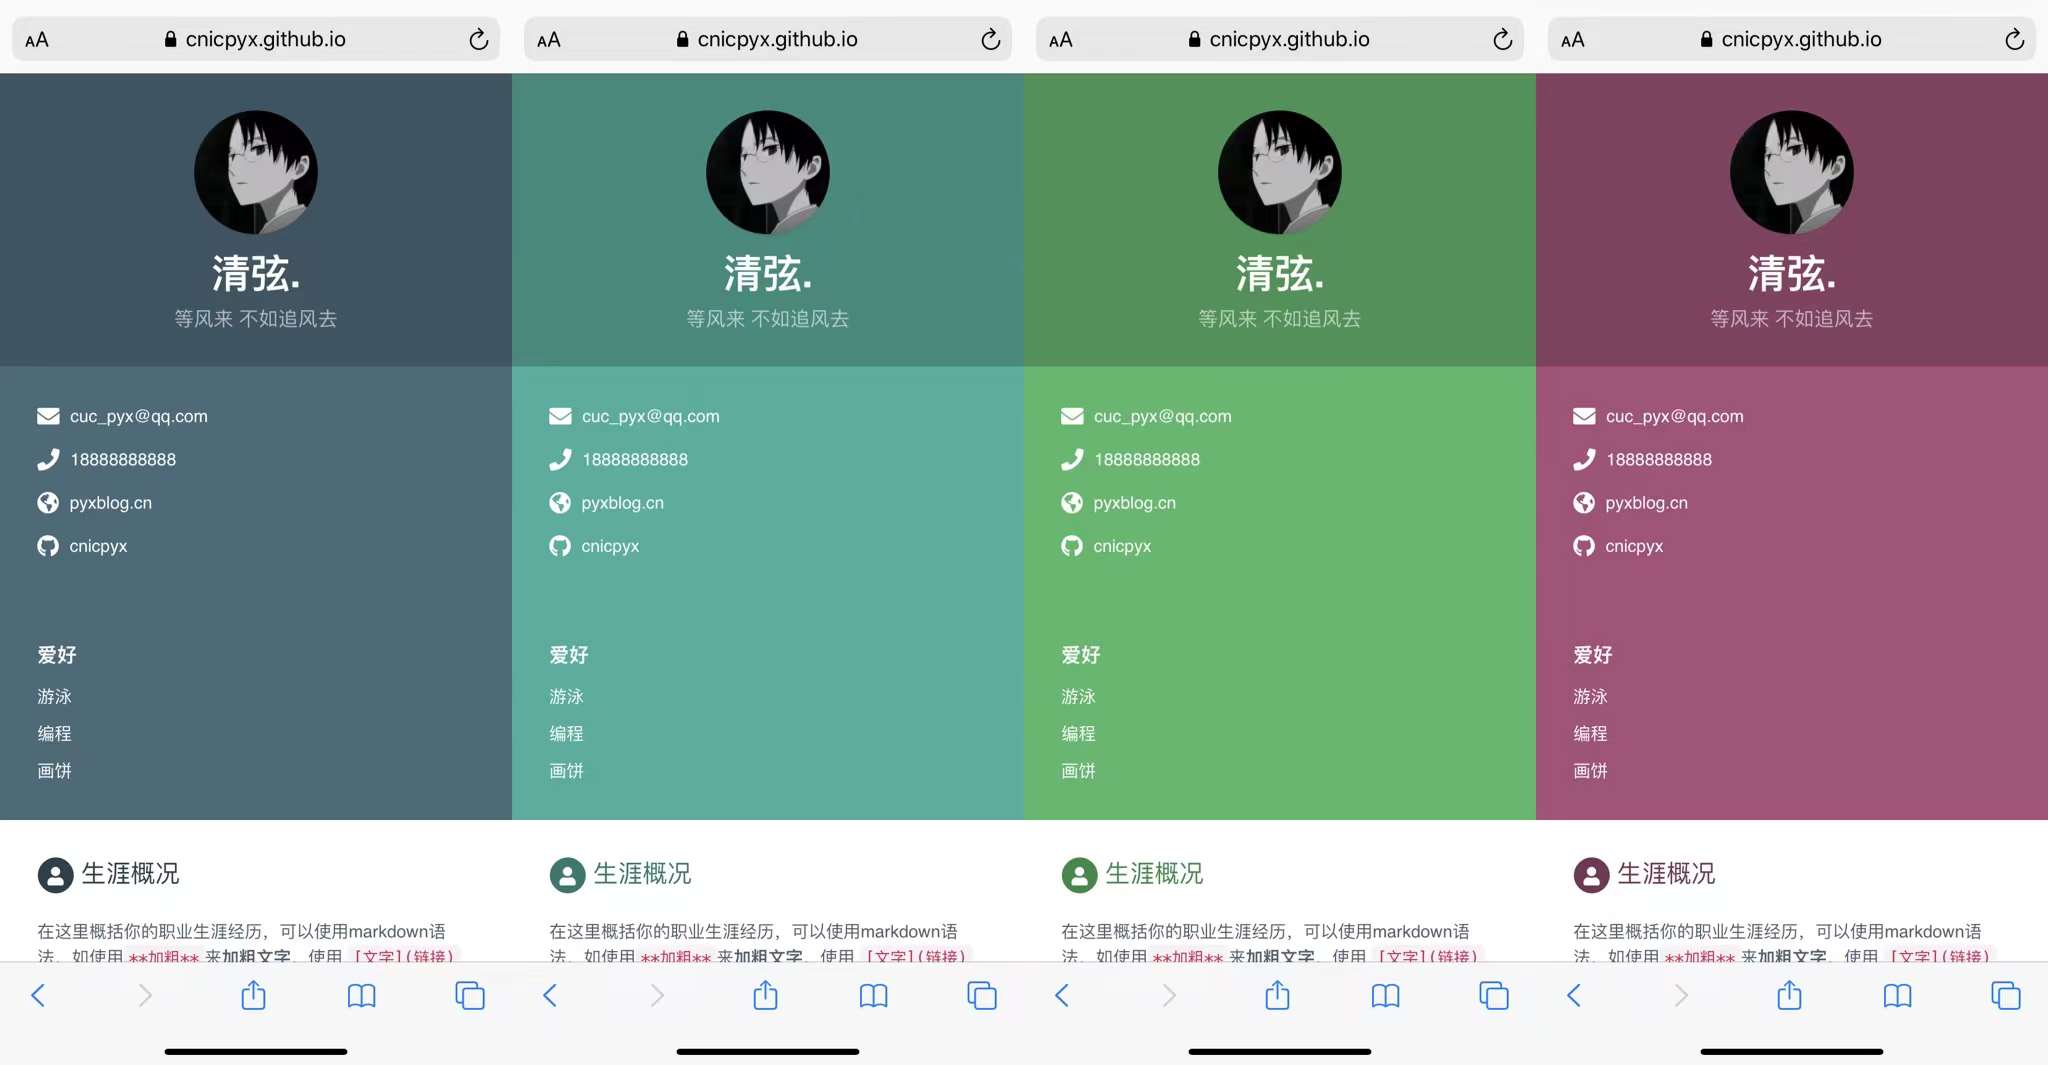 AA cnicpyx.github.io
清弦.
等风来 不如追风去
cuc_pyx@qq.com
18888888888
pyxblog.cn
cnicpyx
爱好
游泳
编程
画饼
生涯概况
在这里概括你的职业生涯经历，可以使用markdown语
法，如使用 **加粗** 来加粗文字，使用 [文字](链接)
AA cnicpyx.github.io
清弦.
等风来 不如追风去
cuc_pyx@qq.com
18888888888
pyxblog.cn
cnicpyx
爱好
游泳
编程
画饼
生涯概况
在这里概括你的职业生涯经历，可以使用markdown语
法，如使用 **加粗** 来加粗文字，使用 [文字](链接)
AA cnicpyx.github.io
清弦.
等风来 不如追风去
cuc_pyx@qq.com
18888888888
pyxblog.cn
cnicpyx
爱好
游泳
编程
画饼
生涯概况
在这里概括你的职业生涯经历，可以使用markdown语
法，如使用 **加粗** 来加粗文字，使用 [文字](链接)
AA cnicpyx.github.io
清弦.
等风来 不如追风去
cuc_pyx@qq.com
18888888888
pyxblog.cn
cnicpyx
爱好
游泳
编程
画饼
生涯概况
在这里概括你的职业生涯经历，可以使用markdown语
法，如使用 **加粗** 来加粗文字，使用 [文字](链接)